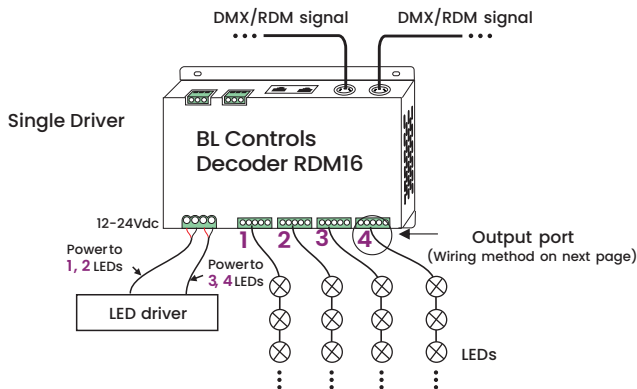 DMX/RDM signal
DMX/RDM signal
Single Driver
BL Controls
Decoder RDM16
12-24Vdc
1
2
3
4
Output port
(Wiring method on next page)
Power to
1, 2 LEDs
Power to
3, 4 LEDs
LED driver
LEDs